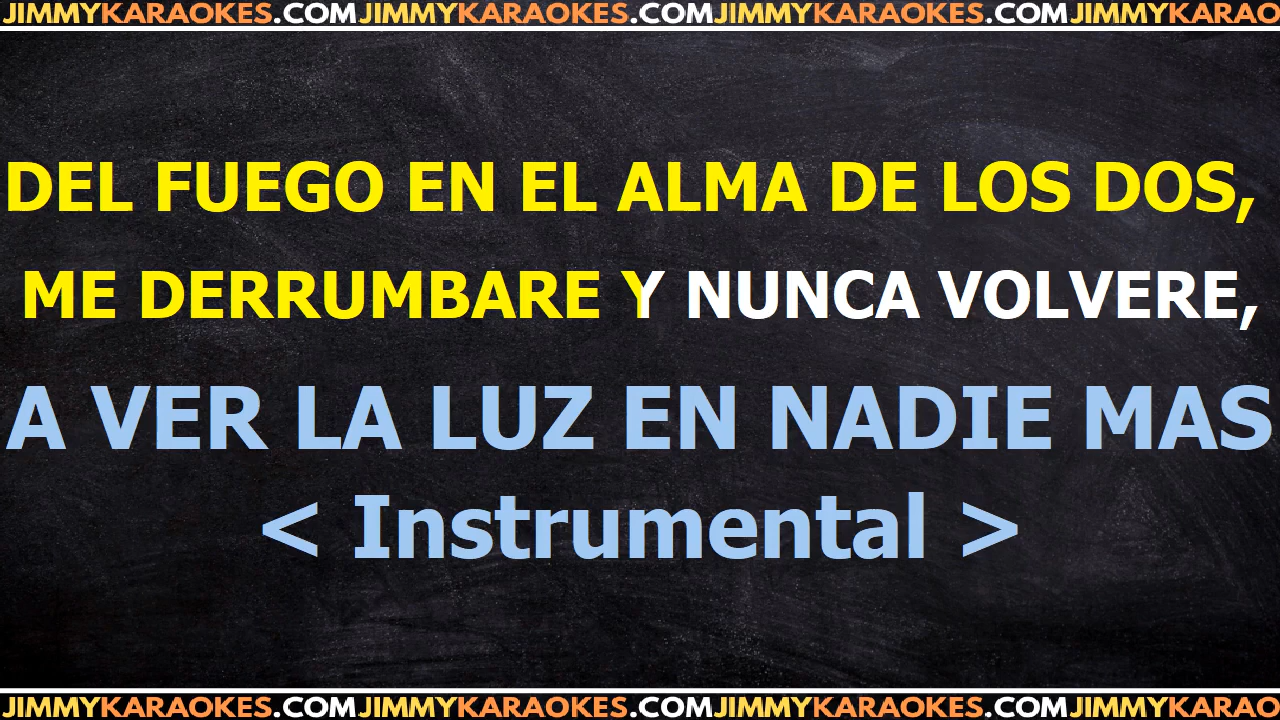 JIMMYKARAOKES.COMJIMMYKARAOKES.COMJIMMYKARAOKES.COMJIMMYKARAO
DEL FUEGO EN EL ALMA DE LOS DOS,
ME DERRUMBARE Y NUNCA VOLVERE,
A VER LA LUZ EN NADIE MAS
< Instrumental >
JIMMYKARAOKES.COMJIMMYKARAOKES.COMJIMMYKARAOKES.COMJIMMYKARAO